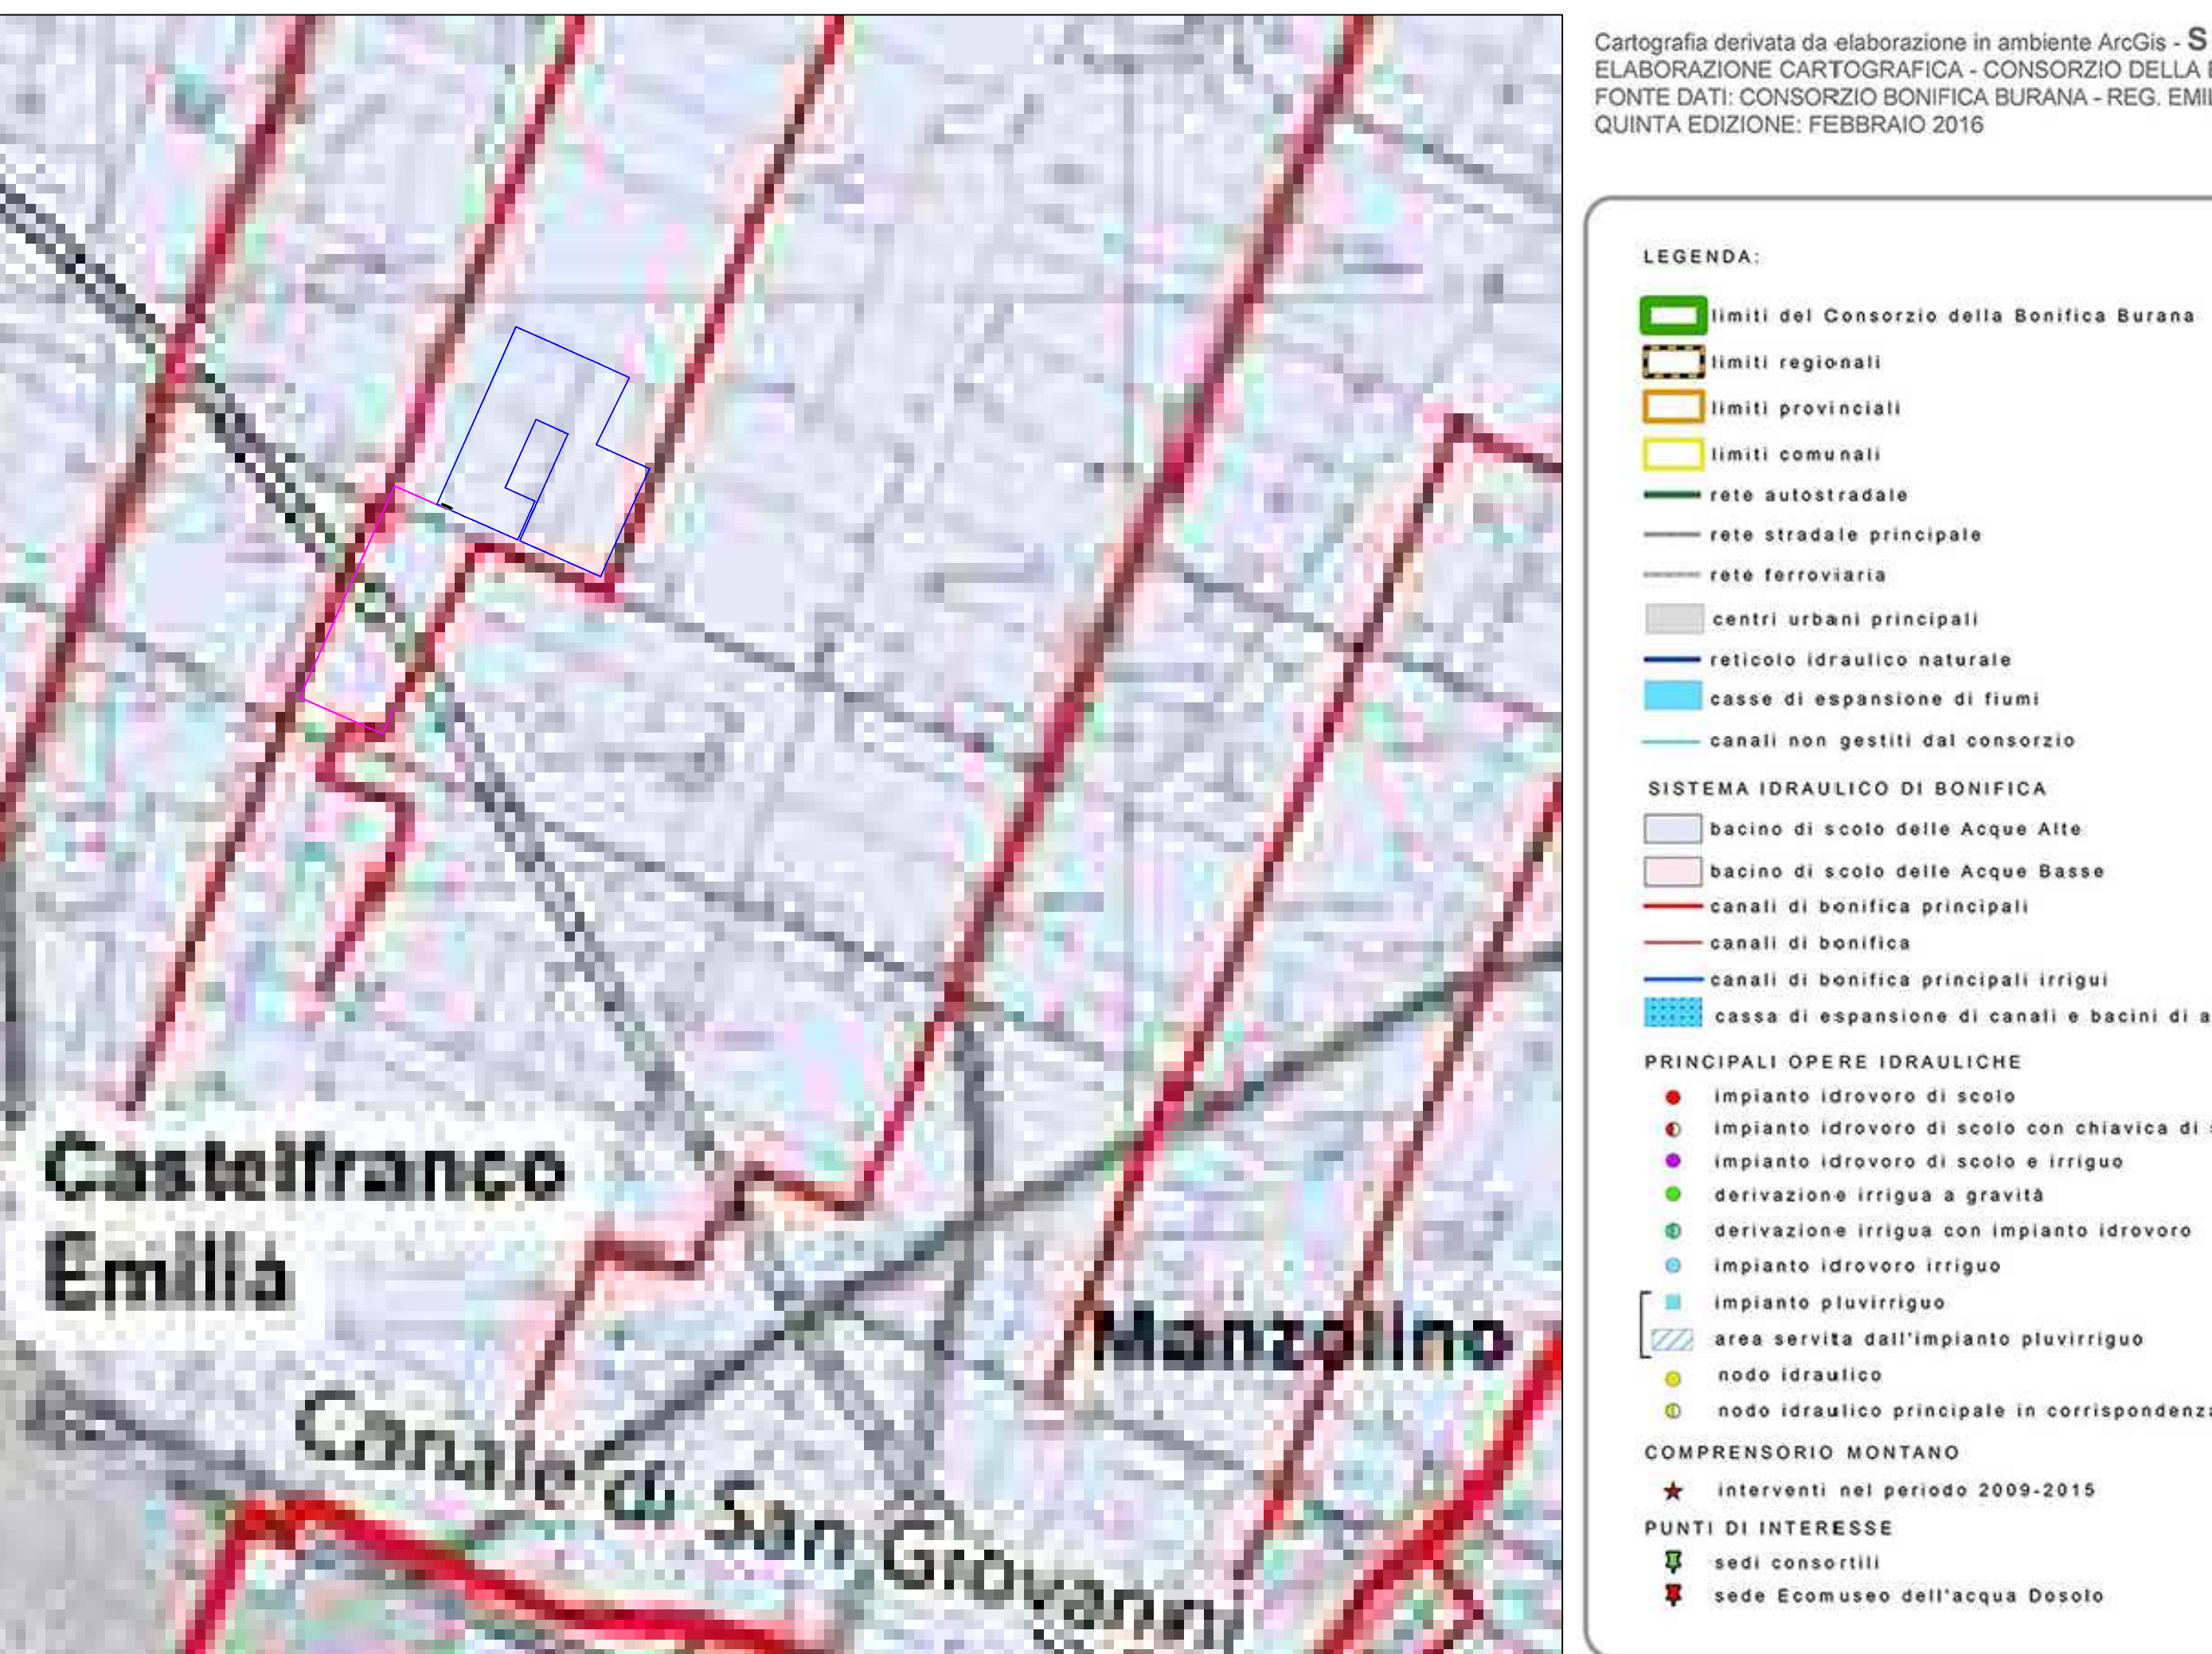 Castelfranco
Emilia
Manzolino
Canale di San Giovanni
Cartografia derivata da elaborazione in ambiente ArcGis - S
ELABORAZIONE CARTOGRAFICA - CONSORZIO DELLA
FONTE DATI: CONSORZIO BONIFICA BURANA - REG.
QUINTA EDIZIONE: FEBBRAIO 2016
LEGENDA:
limiti del Consorzio della Bonifica Burana
limiti regionali
limiti provinciali
limiti comunali
rete autostradale
rete stradale principale
rete ferroviaria
centri urbani principali
reticolo idraulico naturale
casse di espansione di fiumi
canali non gestiti dal consorzio
SISTEMA IDRAULICO DI BONIFICA
bacino di scolo delle Acque Alte
bacino di scolo delle Acque Basse
canali di bonifica principali
canali di bonifica
canali di bonifica principali irrigui
cassa di espansione di canali e bacini di a
PRINCIPALI OPERE IDRAULICHE
impianto idrovoro di scolo
impianto idrovoro di scolo con chiavica di s
impianto idrovoro di scolo e irriguo
derivazione irrigua a gravità
derivazione irrigua con impianto idrovoro
impianto idrovoro irriguo
impianto pluvirriguo
area servita dall'impianto pluvirriguo
nodo idraulico
nodo idraulico principale in corrispondenza
COMPRENSORIO MONTANO
interventi nel periodo 2009-2015
PUNTI DI INTERESSE
sedi consortili
sede Ecomuseo dell'acqua Dosolo